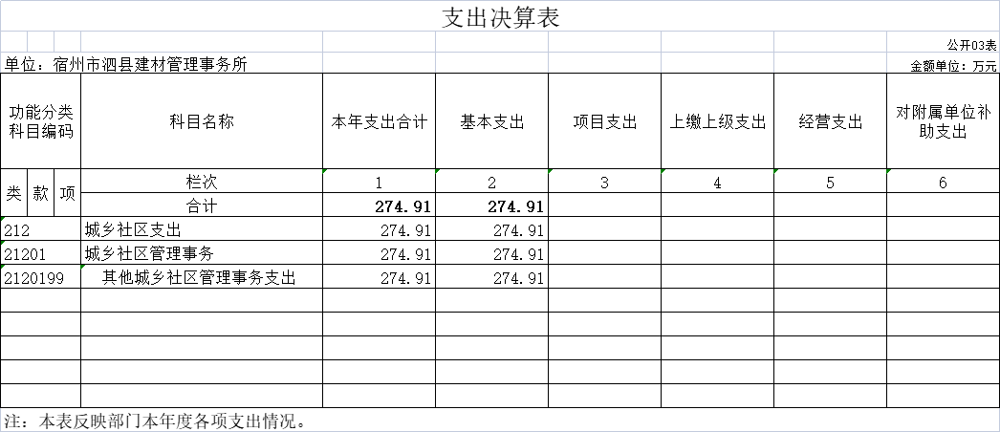 支出决算表
公开03表
单位：宿州市泗县建材管理事务所 金额单位：万元
功能分类科目编码 科目名称 本年支出合计 基本支出 项目支出 上缴上级支出 经营支出 对附属单位补助支出
类 款 项 栏次 1 2 3 4 5 6
合计 274.91 274.91
212 城乡社区支出 274.91 274.91
21201 城乡社区管理事务 274.91 274.91
2120199 其他城乡社区管理事务支出 274.91 274.91
注：本表反映部门本年度各项支出情况。